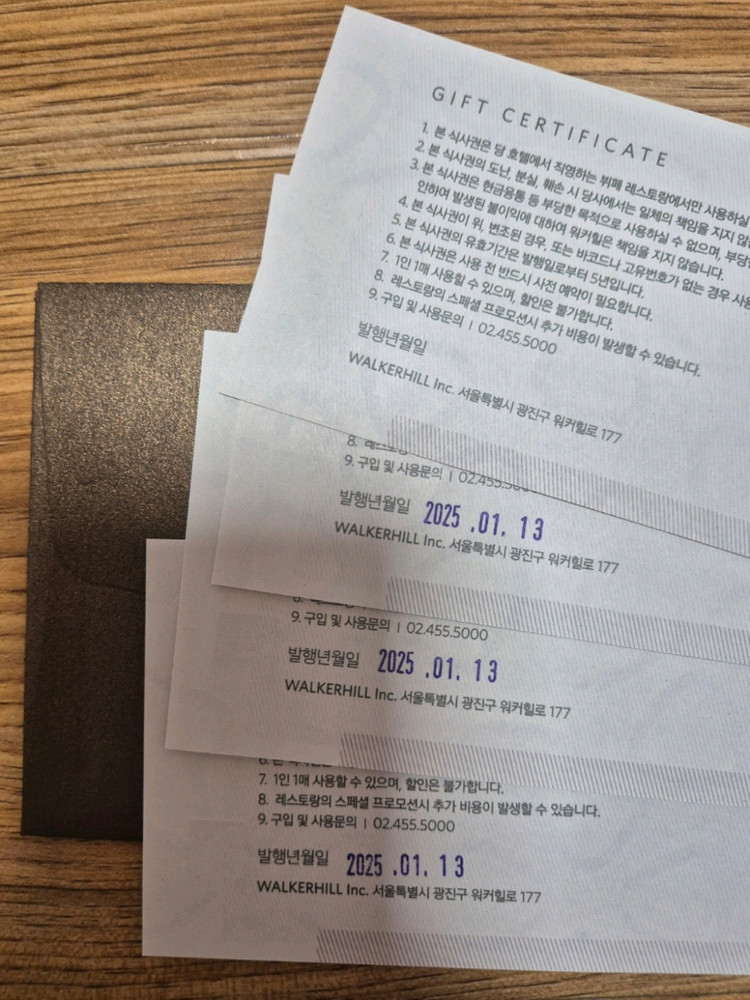 GIFT CERTIFICATE
1. 본 식사권은 당 호텔에서 직영하는 뷔페 레스토랑에서만 사용하실
2. 본 식사권의 도난, 분실, 훼손 시 당사에서는 일체의 책임을 지지
3. 본 식사권은 현금융통 등 부당한 목적으로 사용하실 수 없으며,
인하여 발생된 불이익에 대하여 워커힐은 책임을 지지 않습니다.
4. 본 식사권이 위, 변조된 경우, 또는 바코드나 고유번호가 없는 경우
5. 본 식사권의 유효기간은 발행일로부터 5년입니다.
6. 본 식사권은 사용 전 반드시 사전 예약이 필요합니다.
7. 1인 1매 사용할 수 있으며, 할인은 불가합니다.
8. 레스토랑의 스페셜 프로모션시 추가 비용이 발생할 수 있습니다.
9. 구입 및 사용문의 | 02.455.5000
발행년월일
WALKERHILL Inc. 서울특별시 광진구 워커힐로 177
8.
9. 구입 및 사용문의 | 02.455.5000
발행년월일 2025 .01. 13
WALKERHILL Inc. 서울특별시 광진구 워커힐로 177
9. 구입 및 사용문의 | 02.455.5000
발행년월일 2025 .01. 13
WALKERHILL Inc. 서울특별시 광진구 워커힐로 177
7. 1인 1매 사용할 수 있으며, 할인은 불가합니다.
8. 레스토랑의 스페셜 프로모션시 추가 비용이 발생할 수 있습니다.
9. 구입 및 사용문의 | 02.455.5000
발행년월일 2025 .01. 13
WALKERHILL Inc. 서울특별시 광진구 워커힐로 177